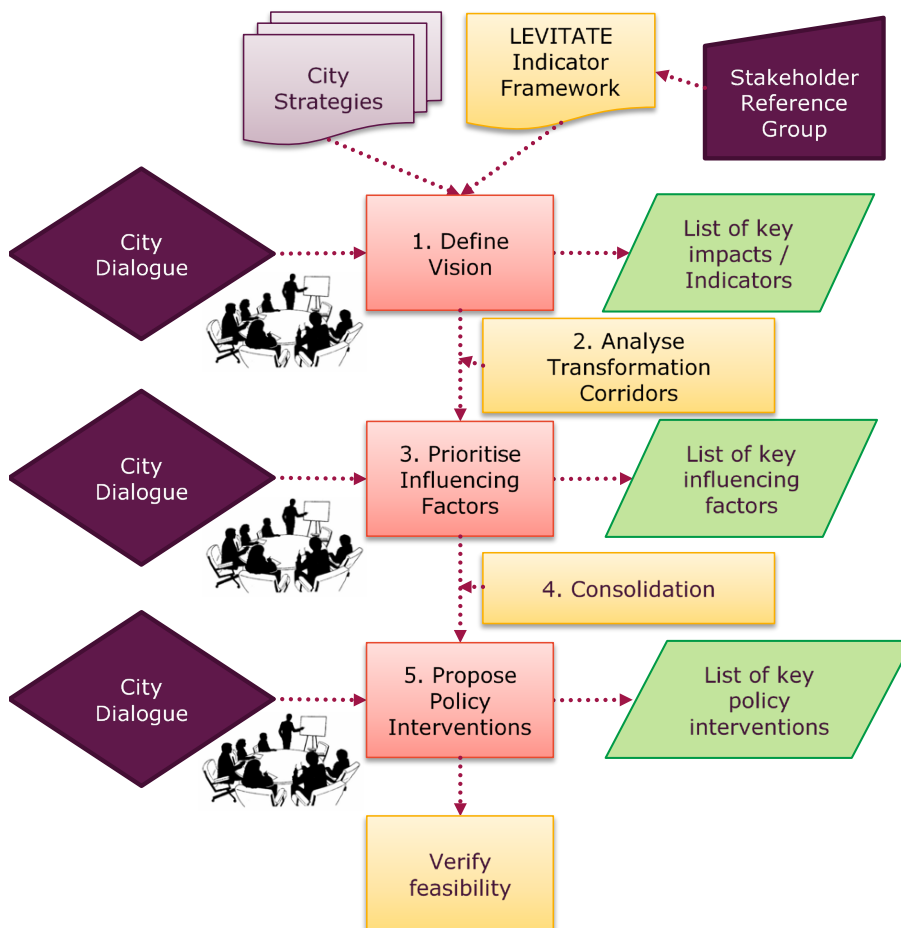 City
Strategies
LEVITATE
Indicator
Framework
Stakeholder
Reference
Group
City
Dialogue
1. Define
Vision
List of key
impacts /
Indicators
2. Analyse
Transformation
Corridors
City
Dialogue
3. Prioritise
Influencing
Factors
List of key
influencing
factors
4. Consolidation
City
Dialogue
5. Propose
Policy
Interventions
List of key
policy
interventions
Verify
feasibility